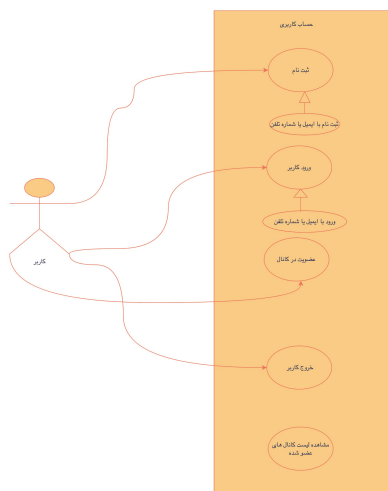 حساب کاربری
ثبت نام
ثبت نام با ایمیل یا شماره تلفن
ورود کاربر
ورود با ایمیل یا شماره تلفن
عضویت در کانال
کاربر
خروج کاربر
مشاهده لیست کانال های
عضو شده